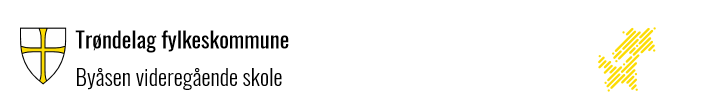 Trøndelag fylkeskommune
Byåsen videregående skole